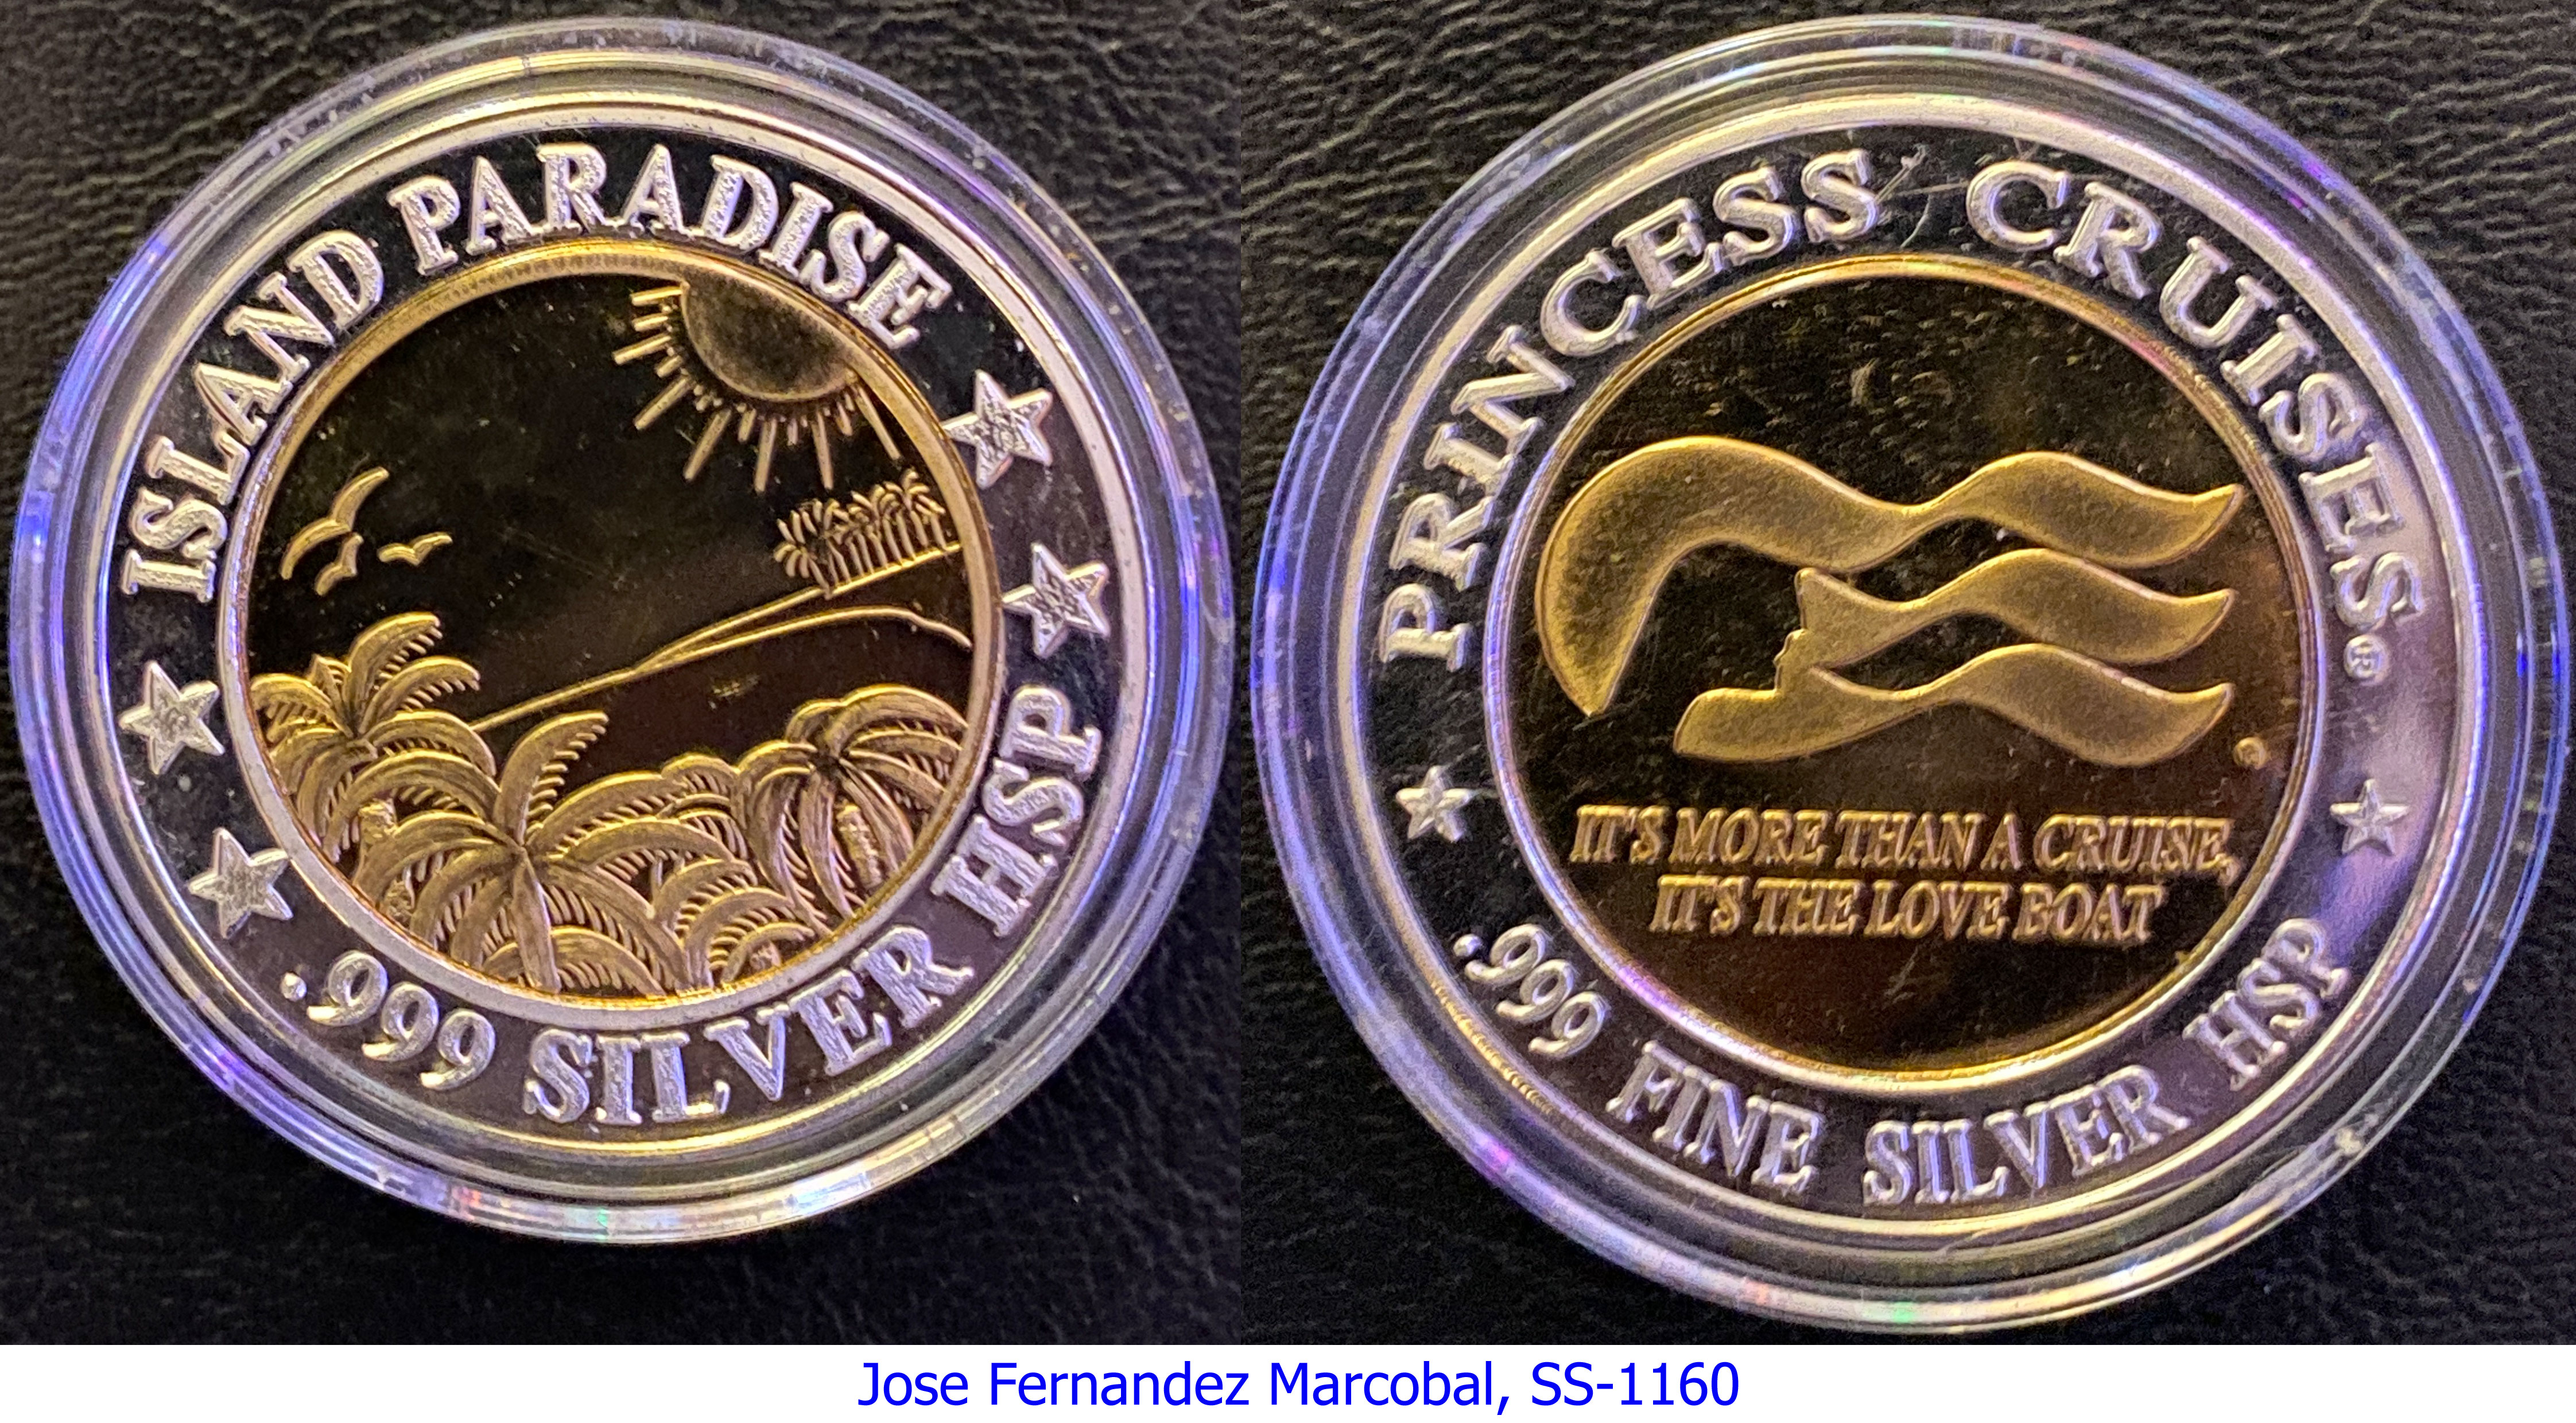 ISLAND PARADISE
.999 SILVER HSP
PRINCESS CRUISES®
IT'S MORE THAN A CRUISE,
IT'S THE LOVE BOAT
.999 FINE SILVER HSP
Jose Fernandez Marcobal, SS-1160